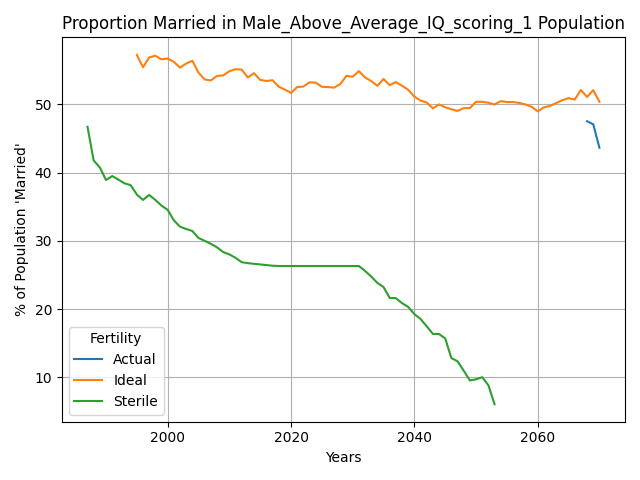 Proportion Married in Male_Above_Average_IQ_scoring_1 Population
% of Population 'Married'
50
40
30
20
10
Fertility
Actual
Ideal
Sterile
2000
2020
2040
2060
Years